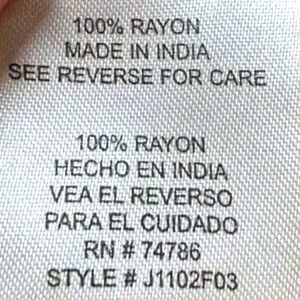 100% RAYON
MADE IN INDIA
SEE REVERSE FOR CARE
100% RAYON
HECHO EN INDIA
VEA EL REVERSO
PARA EL CUIDADO
RN # 74786
STYLE # J1102F03